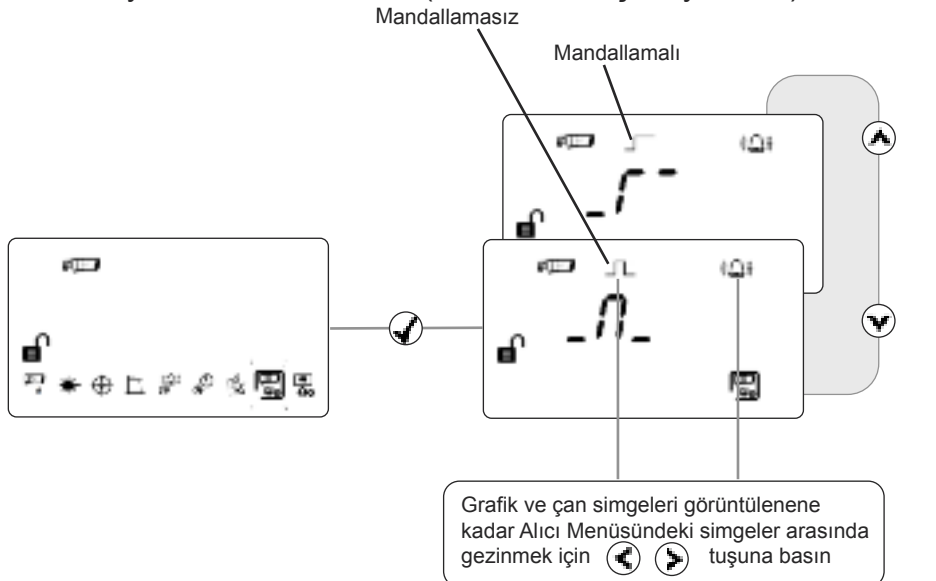 Mandallamasız
Mandallamalı
Grafik ve çan simgeleri görüntülenene
kadar Alıcı Menüsündeki simgeler arasında
gezinmek için tuşuna basın